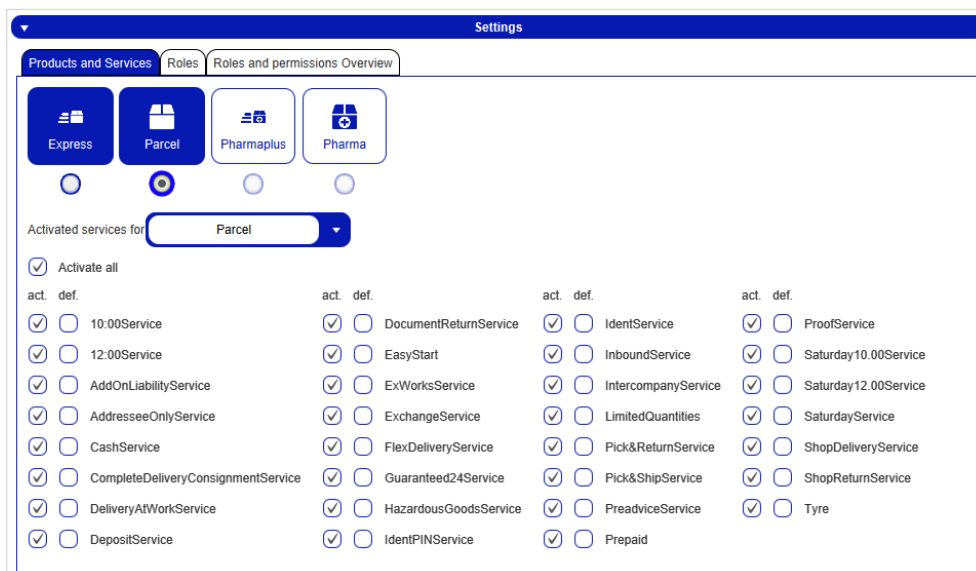 Settings
Products and Services Roles Roles and permissions Overview
Express Parcel Pharmaplus Pharma
Activated services for Parcel
Activate all
act. def. act. def. act. def. act. def.
10:00Service DocumentReturnService IdentService ProofService
12:00Service EasyStart InboundService Saturday10.00Service
AddOnLiabilityService ExWorksService IntercompanyService Saturday12.00Service
AddresseeOnlyService ExchangeService LimitedQuantities SaturdayService
CashService FlexDeliveryService Pick&ReturnService ShopDeliveryService
CompleteDeliveryConsignmentService Guaranteed24Service Pick&ShipService ShopReturnService
DeliveryAtWorkService HazardousGoodsService PreadviceService Tyre
DepositService IdentPINService Prepaid